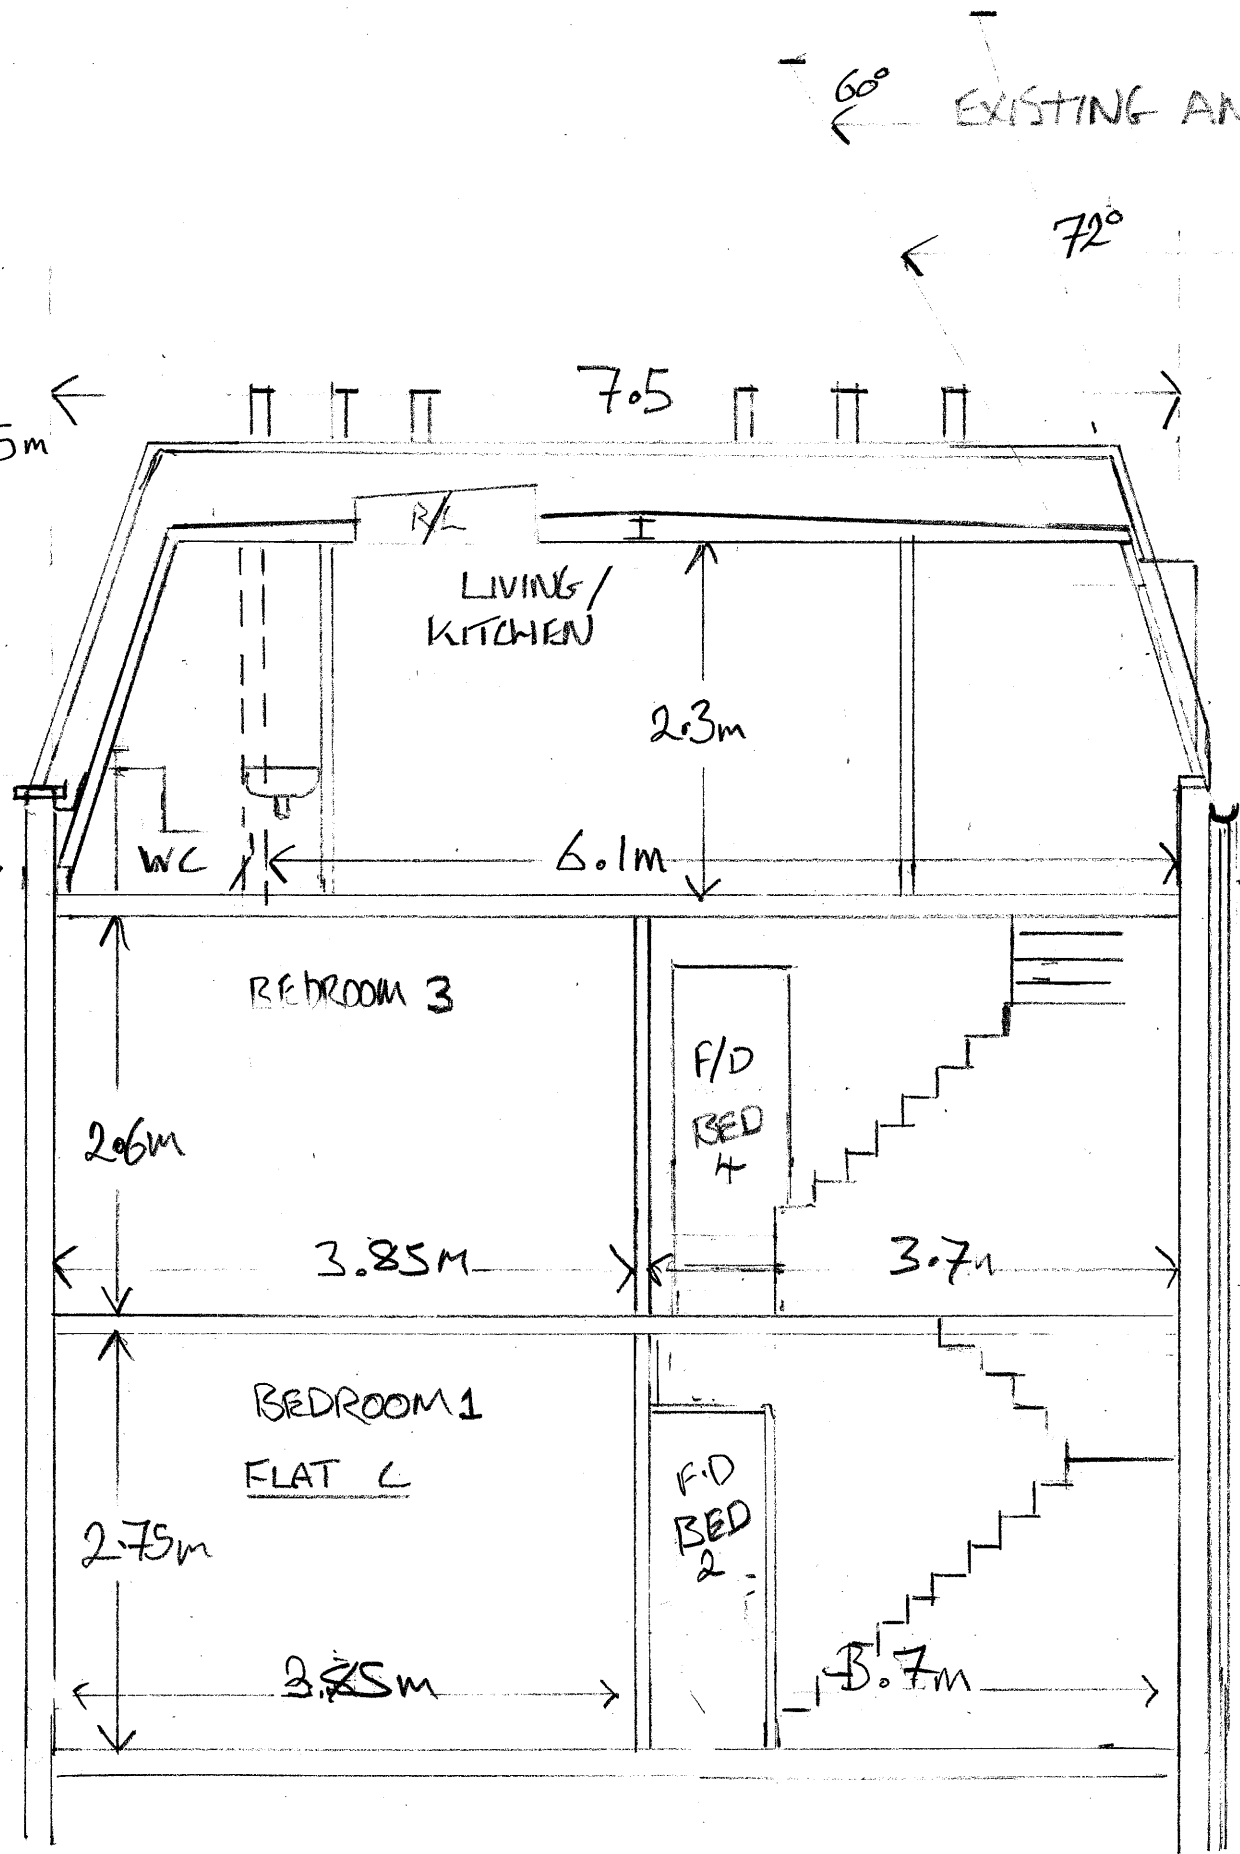 60°
EXISTING AN
72°
7.5
5m
R/L
LIVING/
KITCHEN
2.3m
WC
6.1m
BEDROOM 3
F/D
BED
4
2.6m
3.85M
3.7m
BEDROOM 1
FLAT C
F.D
BED
2
2.75m
3.85m
3.7m